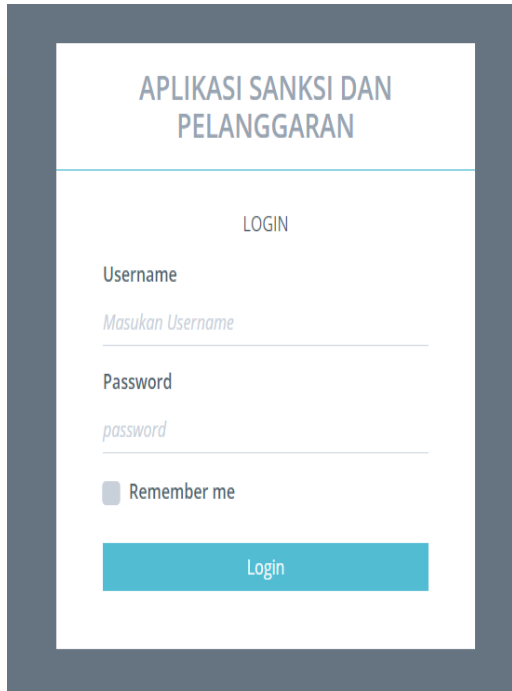 APLIKASI SANKSI DAN
PELANGGARAN
LOGIN
Username
Masukan Username
Password
password
Remember me
Login